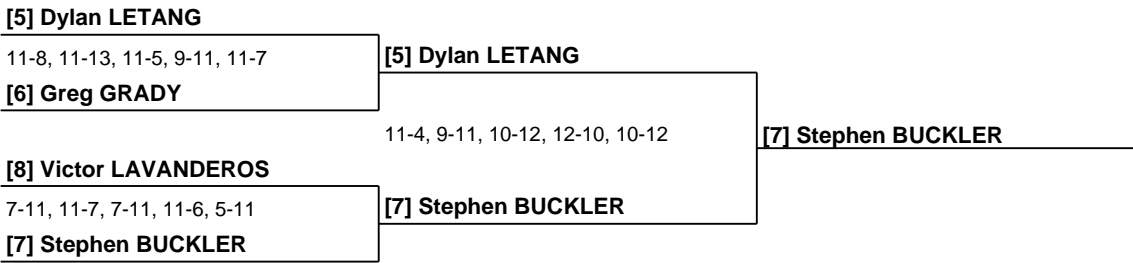 [5] Dylan LETANG
11-8, 11-13, 11-5, 9-11, 11-7
[5] Dylan LETANG
[6] Greg GRADY
11-4, 9-11, 10-12, 12-10, 10-12
[7] Stephen BUCKLER
[8] Victor LAVANDEROS
7-11, 11-7, 7-11, 11-6, 5-11
[7] Stephen BUCKLER
[7] Stephen BUCKLER